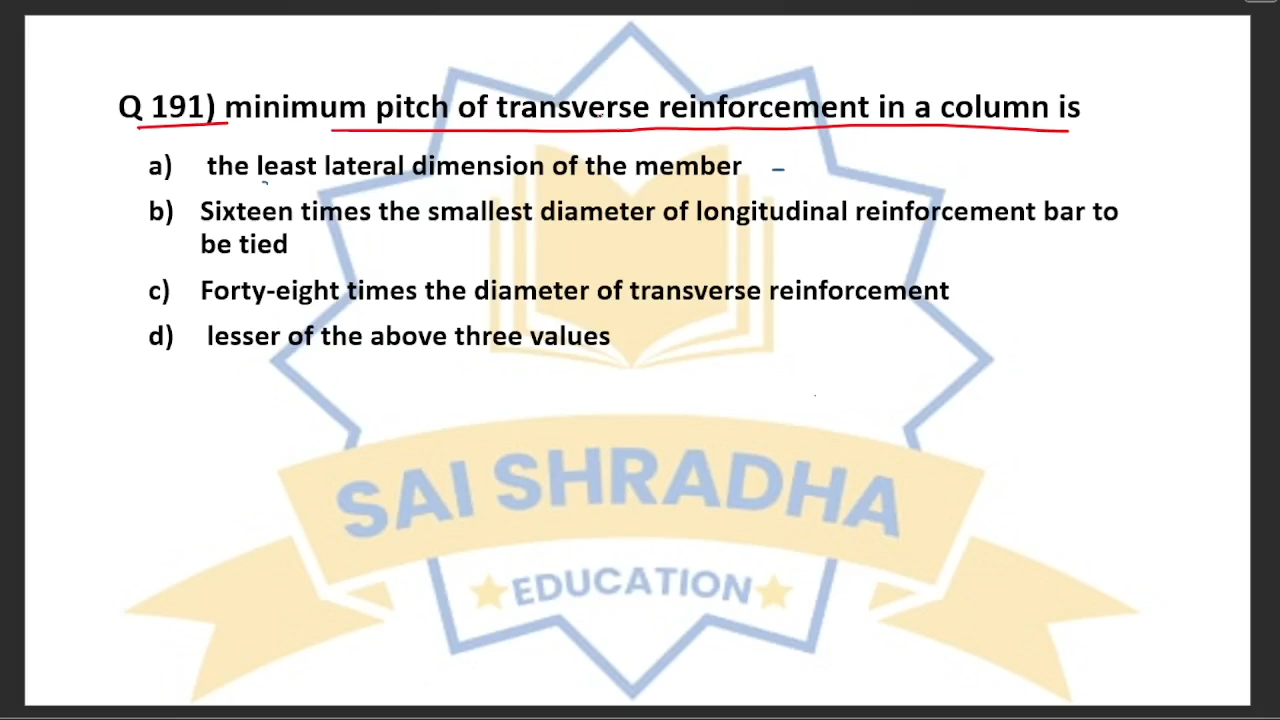 Q 191) minimum pitch of transverse reinforcement in a column is
a) the least lateral dimension of the member
b) Sixteen times the smallest diameter of longitudinal reinforcement bar to
be tied
c) Forty-eight times the diameter of transverse reinforcement
d) lesser of the above three values
SAI SHRADHA
EDUCATION